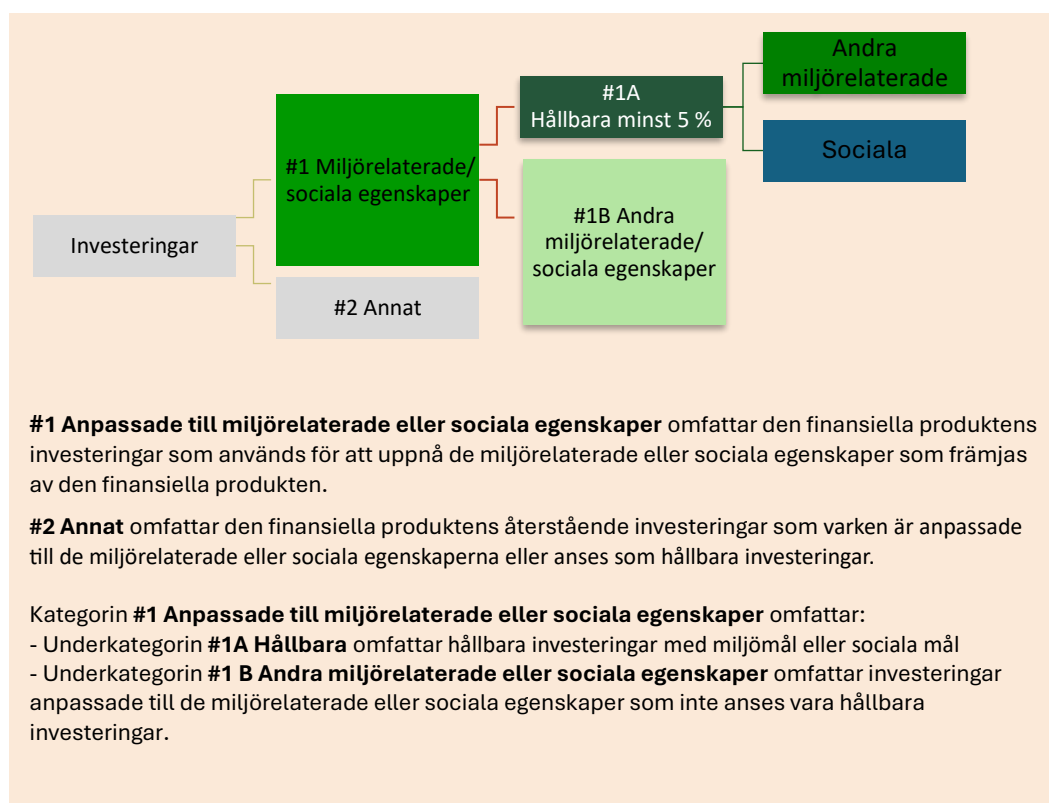 Andra
miljörelaterade
#1A
Hållbara minst 5 %
Sociala
#1 Miljörelaterade/
sociala egenskaper
#1B Andra
miljörelaterade/
sociala egenskaper
Investeringar
#2 Annat
#1 Anpassade till miljörelaterade eller sociala egenskaper omfattar den finansiella produktens
investeringar som används för att uppnå de miljörelaterade eller sociala egenskaper som främjas
av den finansiella produkten.
#2 Annat omfattar den finansiella produktens återstående investeringar som varken är anpassade
till de miljörelaterade eller sociala egenskaperna eller anses som hållbara investeringar.
Kategorin #1 Anpassade till miljörelaterade eller sociala egenskaper omfattar:
- Underkategorin #1A Hållbara omfattar hållbara investeringar med miljömål eller sociala mål
- Underkategorin #1 B Andra miljörelaterade eller sociala egenskaper omfattar investeringar
anpassade till de miljörelaterade eller sociala egenskaper som inte anses vara hållbara
investeringar.